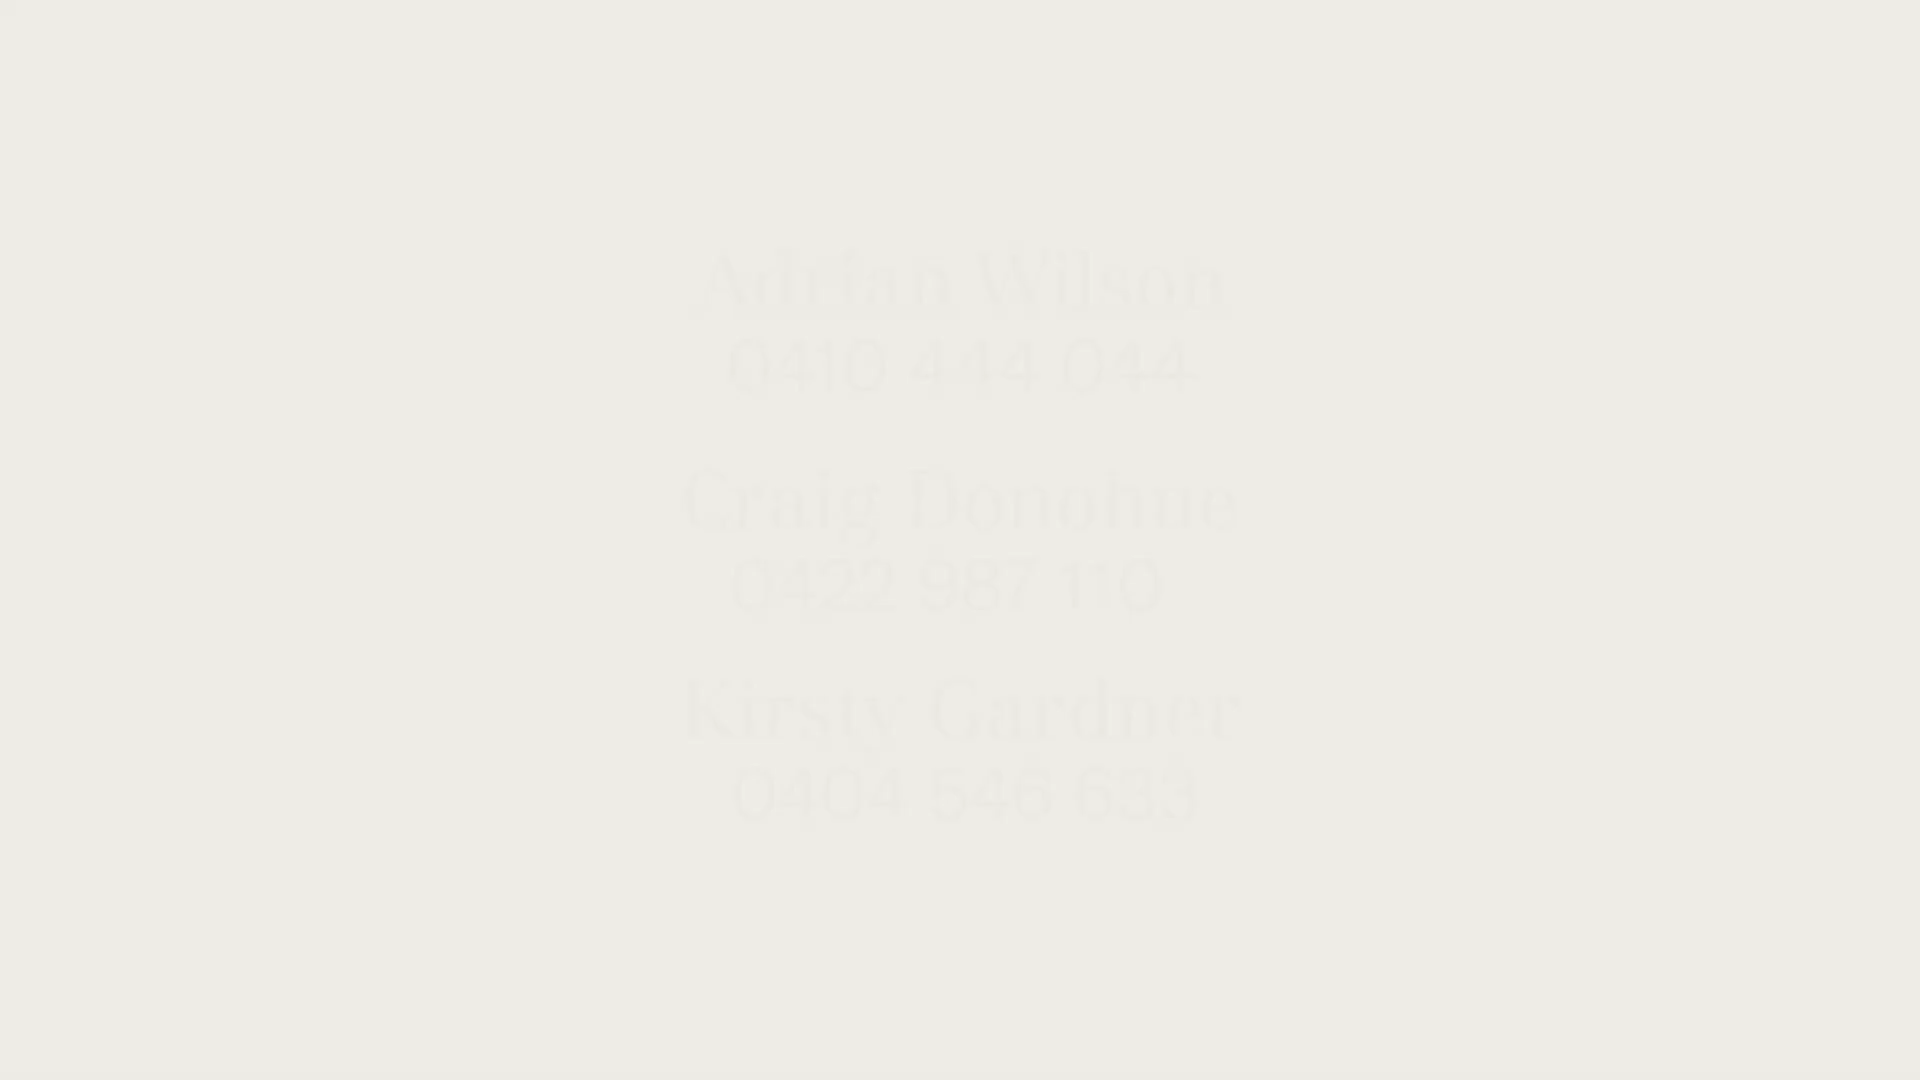 Adrian Wilson
0410 444 044
Craig Donohue
0422 987 110
Kirsty Gardner
0404 546 633